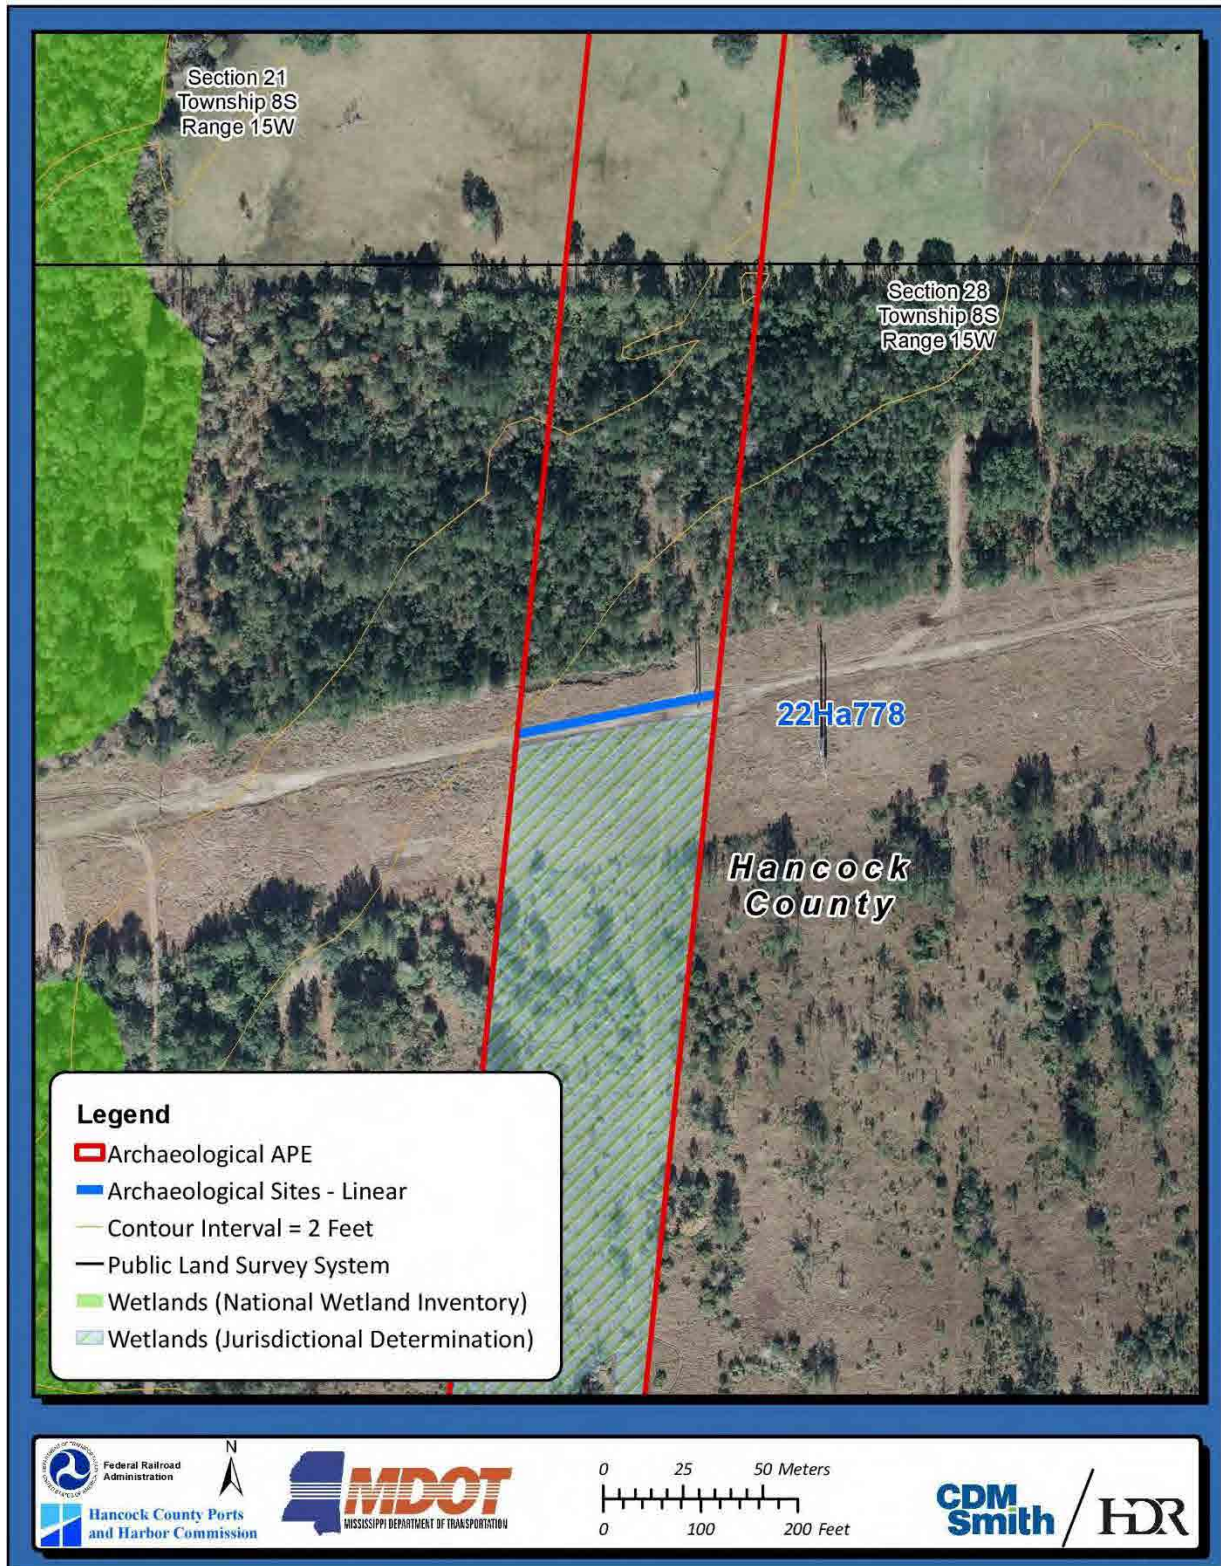 Section 21
Township 8S
Range 15W
Section 28
Township 8S
Range 15W
22Ha778
Hancock
County
Legend
Archaeological APE
Archaeological Sites - Linear
Contour Interval = 2 Feet
Public Land Survey System
Wetlands (National Wetland Inventory)
Wetlands (Jurisdictional Determination)
Federal Railroad
Administration
N
Hancock County Ports
and Harbor Commission
MDOT
MISSISSIPPI DEPARTMENT OF TRANSPORTATION
0 25 50 Meters
0 100 200 Feet
CDM
Smith
HDR